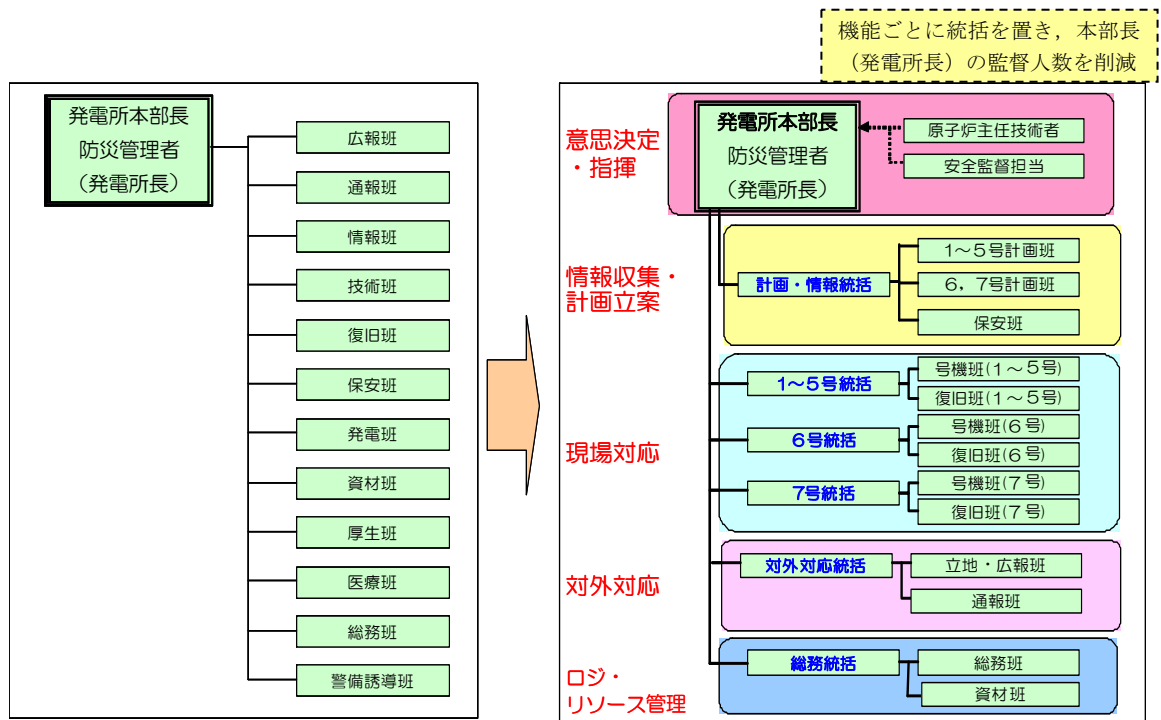 機能ごとに統括を置き，本部長
（発電所長）の監督人数を削減
発電所本部長
防災管理者
（発電所長）
広報班
通報班
情報班
技術班
復旧班
保安班
発電班
資材班
厚生班
医療班
総務班
警備誘導班
意思決定
・指揮
発電所本部長
防災管理者
（発電所長）
原子炉主任技術者
安全監督担当
情報収集・
計画立案
計画・情報統括
1～5号計画班
6，7号計画班
保安班
現場対応
1～5号統括
号機班(1～5号)
復旧班(1～5号)
6号統括
号機班(6号)
復旧班(6号)
7号統括
号機班(7号)
復旧班(7号)
対外対応
対外対応統括
立地・広報班
通報班
ロジ・
リソース管理
総務統括
総務班
資材班